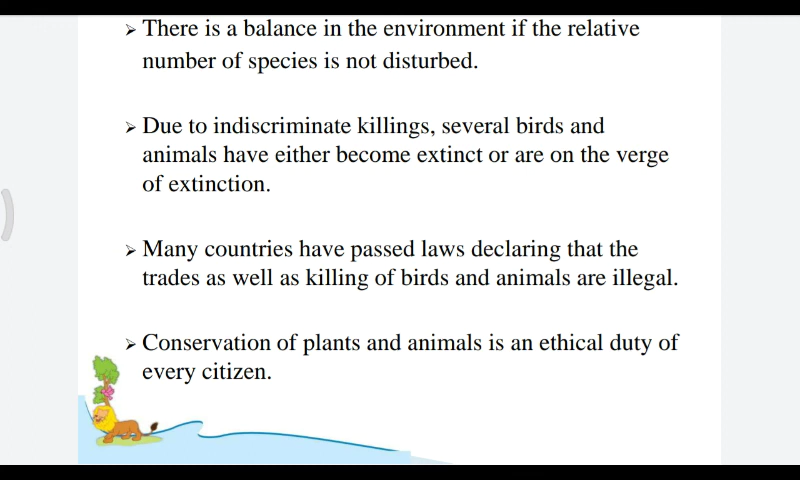 ➢ There is a balance in the environment if the relative
number of species is not disturbed.
➢ Due to indiscriminate killings, several birds and
animals have either become extinct or are on the verge
of extinction.
➢ Many countries have passed laws declaring that the
trades as well as killing of birds and animals are illegal.
➢ Conservation of plants and animals is an ethical duty of
every citizen.